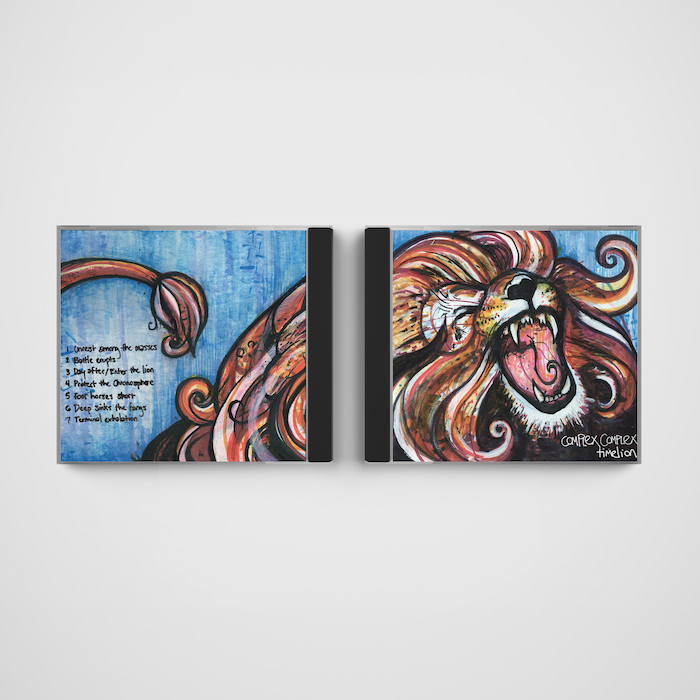 1 Unrest among the masses
2 Battle erupts
3 Day after/Enter the lion
4 Protect the Chronosphere
5 Four horses short
6 Deep sinks the fangs
7 Terminal exhalation
COMPLEX COMPLEX
timelion